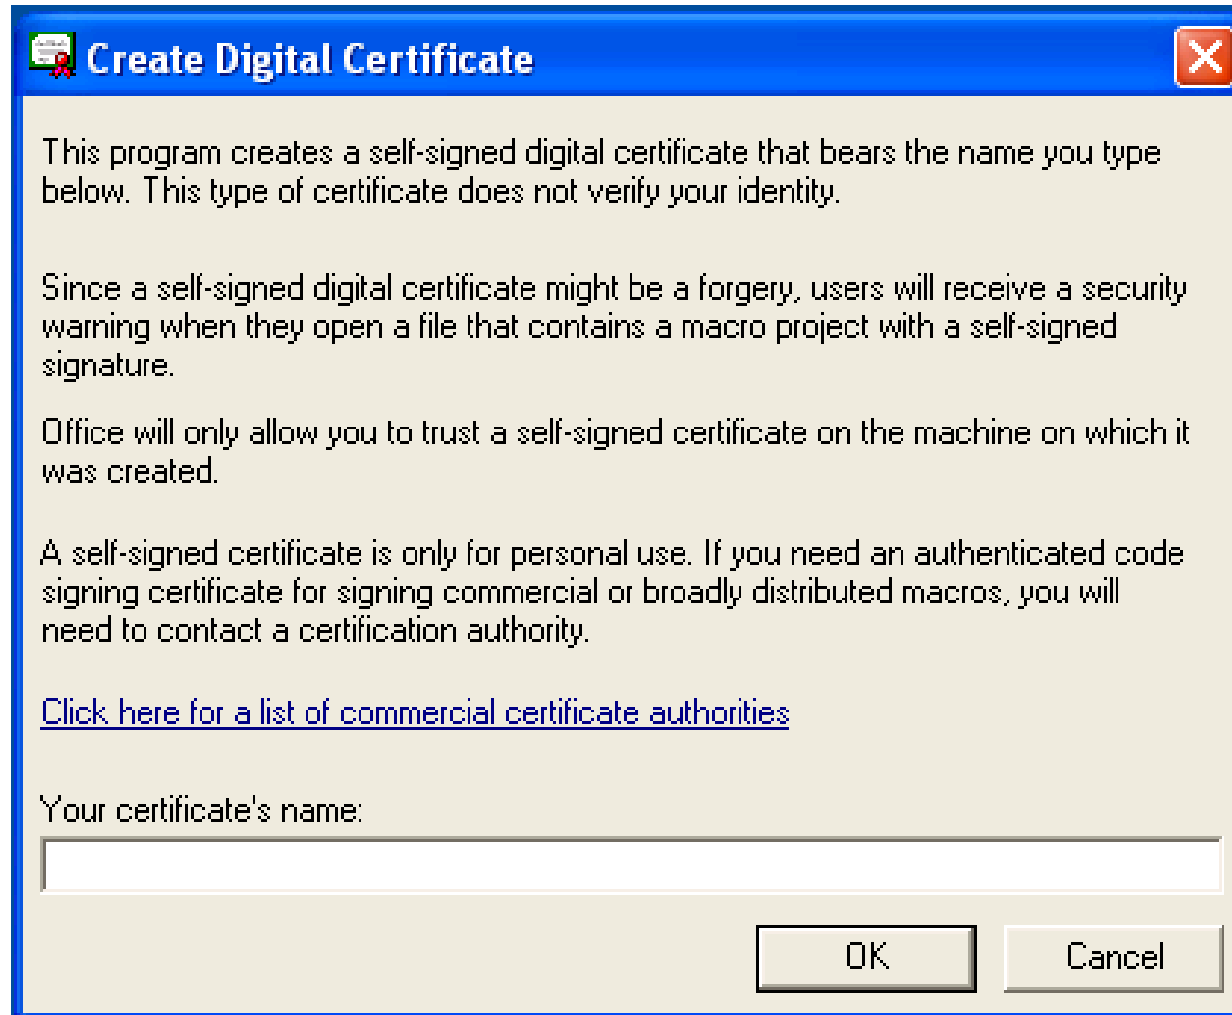 Create Digital Certificate
This program creates a self-signed digital certificate that bears the name you type
below. This type of certificate does not verify your identity.
Since a self-signed digital certificate might be a forgery, users will receive a security
warning when they open a file that contains a macro project with a self-signed
signature.
Office will only allow you to trust a self-signed certificate on the machine on which it
was created.
A self-signed certificate is only for personal use. If you need an authenticated code
signing certificate for signing commercial or broadly distributed macros, you will
need to contact a certification authority.
Click here for a list of commercial certificate authorities
Your certificate's name:
OK Cancel